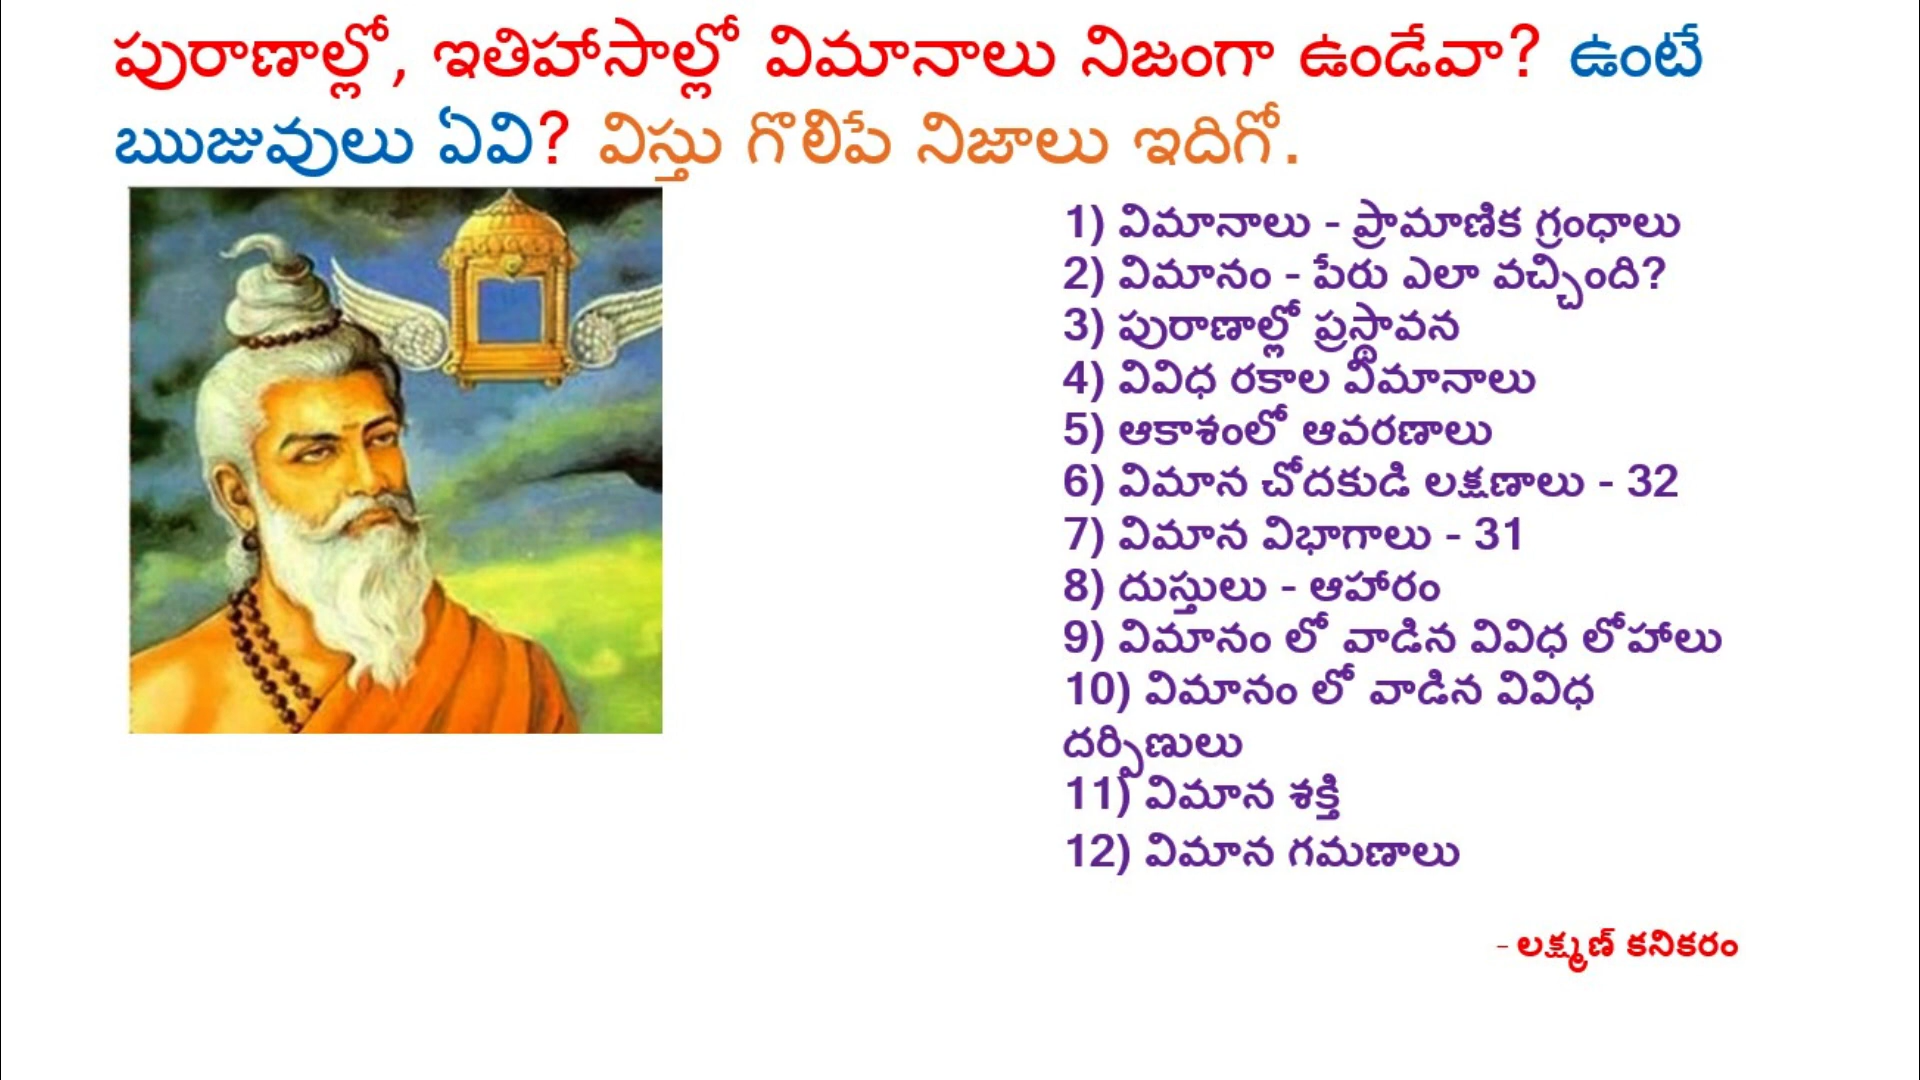 పురాణాల్లో, ఇతిహాసాల్లో విమానాలు నిజంగా ఉండేవా? ఉంటే
ఋజువులు ఏవి? విస్తు గొలిపే నిజాలు ఇదిగో.
1) విమానాలు - ప్రామాణిక గ్రంధాలు
2) విమానం - పేరు ఎలా వచ్చింది?
3) పురాణాల్లో ప్రస్థావన
4) వివిధ రకాల విమానాలు
5) ఆకాశంలో ఆవరణాలు
6) విమాన చోదకుడి లక్షణాలు - 32
7) విమాన విభాగాలు - 31
8) దుస్తులు - ఆహారం
9) విమానం లో వాడిన వివిధ లోహాలు
10) విమానం లో వాడిన వివిధ
దర్పిణులు
11) విమాన శక్తి
12) విమాన గమణాలు
- లక్ష్మణ్ కనికరం